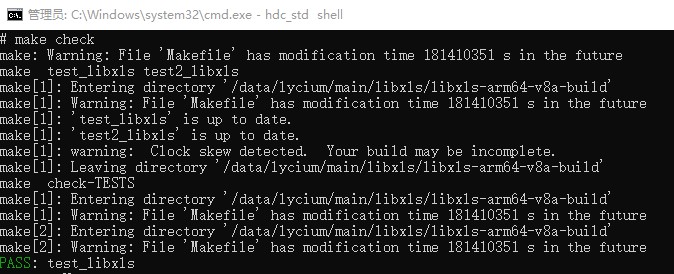 管理员: C:\Windows\system32\cmd.exe - hdc_std  shell
# make check
make: Warning: File 'Makefile' has modification time 181410351 s in the future
make  test_libxls test2_libxls
make[1]: Entering directory '/data/lycium/main/libxls/libxls-arm64-v8a-build'
make[1]: Warning: File 'Makefile' has modification time 181410351 s in the future
make[1]: 'test_libxls' is up to date.
make[1]: 'test2_libxls' is up to date.
make[1]: warning:  Clock skew detected.  Your build may be incomplete.
make[1]: Leaving directory '/data/lycium/main/libxls/libxls-arm64-v8a-build'
make  check-TESTS
make[1]: Entering directory '/data/lycium/main/libxls/libxls-arm64-v8a-build'
make[1]: Warning: File 'Makefile' has modification time 181410351 s in the future
make[2]: Entering directory '/data/lycium/main/libxls/libxls-arm64-v8a-build'
make[2]: Warning: File 'Makefile' has modification time 181410351 s in the future
PASS: test_libxls